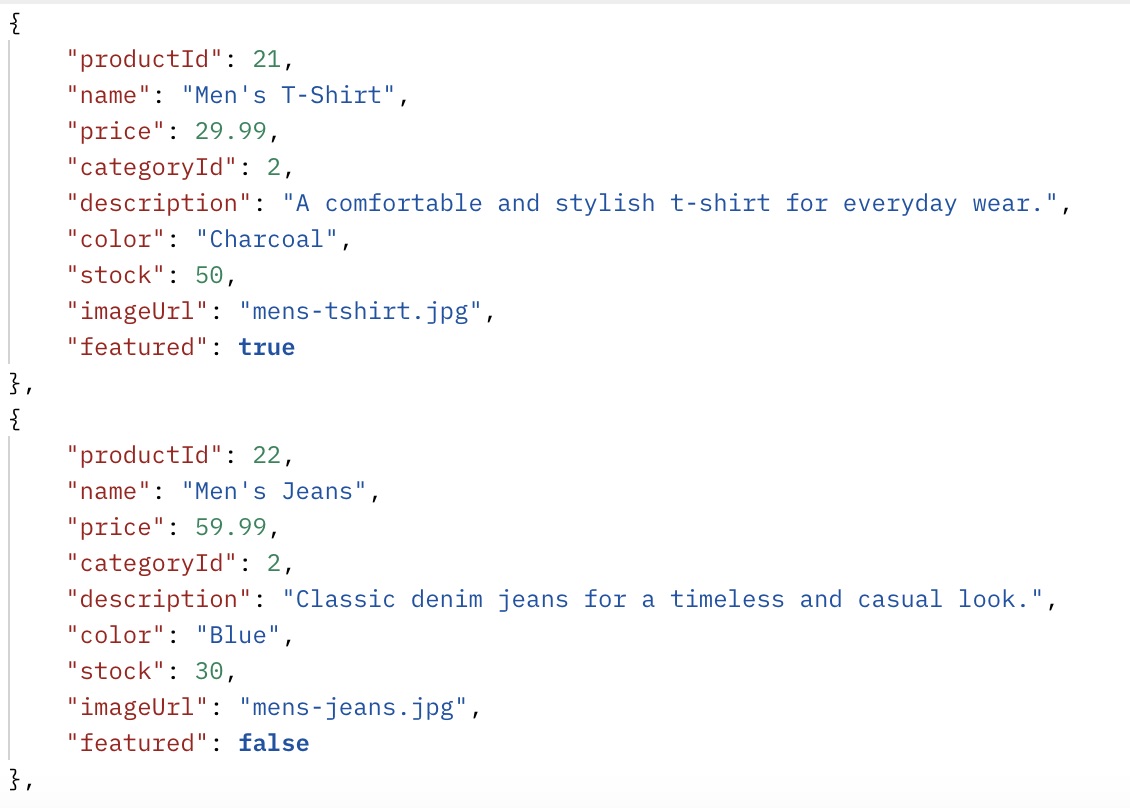 {
    "productId": 21,
    "name": "Men's T-Shirt",
    "price": 29.99,
    "categoryId": 2,
    "description": "A comfortable and stylish t-shirt for everyday wear.",
    "color": "Charcoal",
    "stock": 50,
    "imageUrl": "mens-tshirt.jpg",
    "featured": true
},
{
    "productId": 22,
    "name": "Men's Jeans",
    "price": 59.99,
    "categoryId": 2,
    "description": "Classic denim jeans for a timeless and casual look.",
    "color": "Blue",
    "stock": 30,
    "imageUrl": "mens-jeans.jpg",
    "featured": false
},